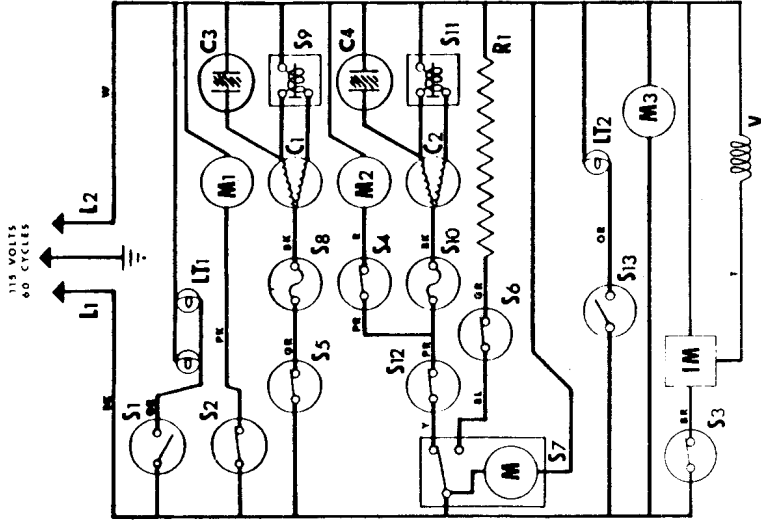 115 VOLTS
60 CYCLES
L1
L2
BK
W
S1
OR
LT1
S2
PK
M1
C3
S5
OR
S8
BK
C1
S9
PR
S4
R
M2
C4
Y
S12
PR
S10
BK
C2
S11
BL
S6
OR
R1
M
S7
S13
OR
LT2
M3
S3
BR
IM
V